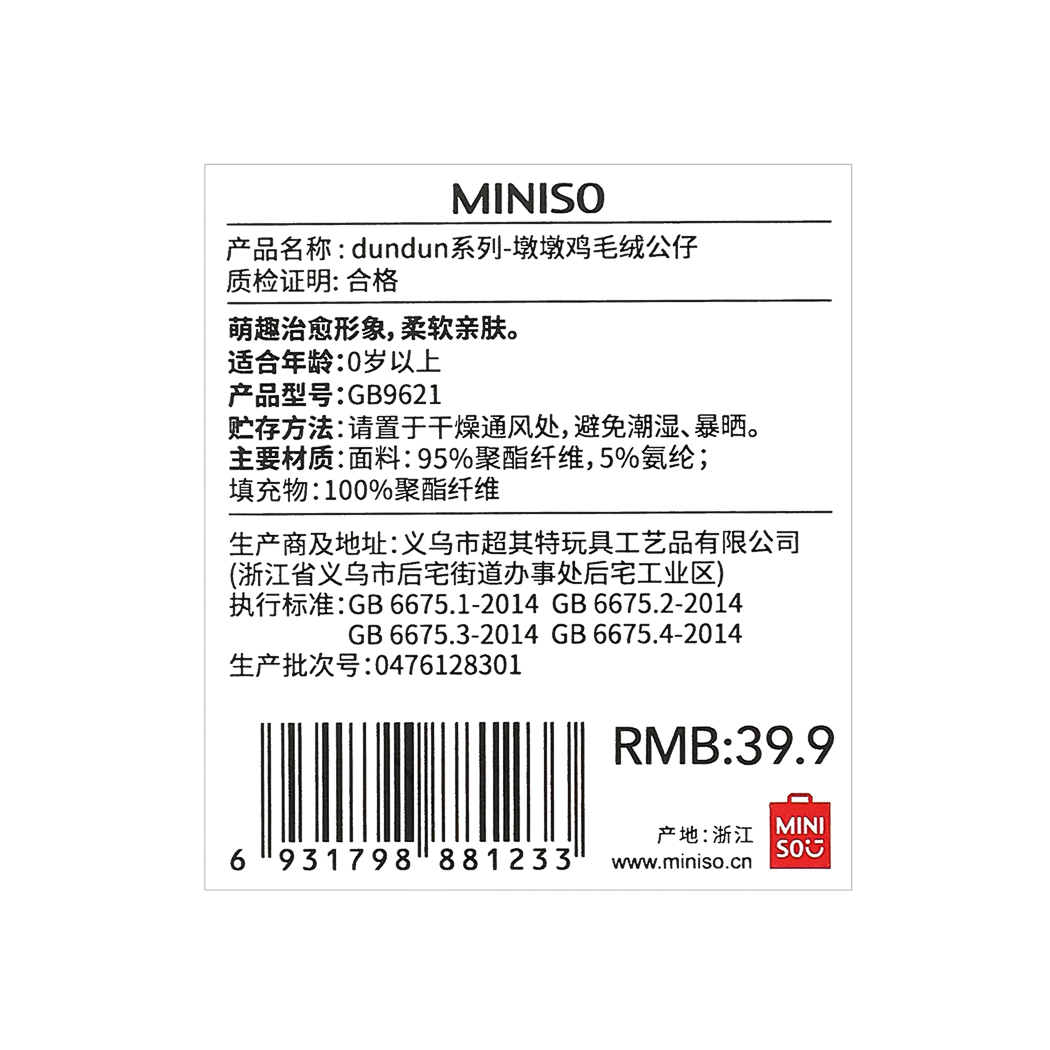 MINISO
产品名称：dundun系列-墩墩鸡毛绒公仔
质检证明: 合格
萌趣治愈形象，柔软亲肤。
适合年龄：0岁以上
产品型号：GB9621
贮存方法：请置于干燥通风处，避免潮湿、暴晒。
主要材质：面料：95%聚酯纤维，5%氨纶；
填充物：100%聚酯纤维
生产商及地址：义乌市超其特玩具工艺品有限公司
(浙江省义乌市后宅街道办事处后宅工业区)
执行标准：GB 6675.1-2014 GB 6675.2-2014
GB 6675.3-2014 GB 6675.4-2014
生产批次号：0476128301
RMB:39.9
产地：浙江
www.miniso.cn
MINI
SO
6 931798 881233